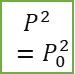 P²
= P₀²